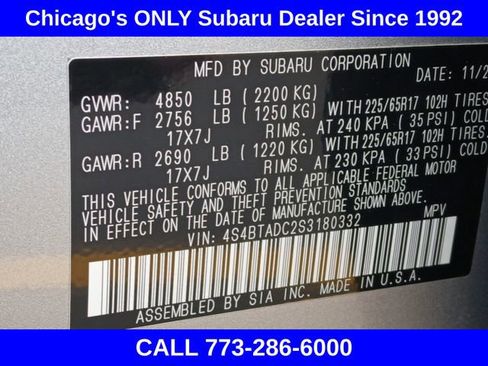 Chicago's ONLY Subaru Dealer Since 1992
MFD BY SUBARU CORPORATION
DATE: 11/2
GVWR: 4850 LB ( 2200 KG)
GAWR:F 2756 LB ( 1250 KG) WITH 225/65R17 102H TIRES
17X7J RIMS. AT 240 KPA ( 35 PSI) COLD
GAWR:R 2690 LB ( 1220 KG) WITH 225/65R17 102H TIRES
17X7J RIMS. AT 230 KPA ( 33 PSI) COLD
THIS VEHICLE CONFORMS TO ALL APPLICABLE FEDERAL MOTOR
VEHICLE SAFETY AND THEFT PREVENTION STANDARDS
IN EFFECT ON THE DATE OF MANUFACTURE SHOWN ABOVE.
VIN: 4S4BTADC2S3180332 MPV
ASSEMBLED BY SIA INC. MADE IN U.S.A.
CALL 773-286-6000